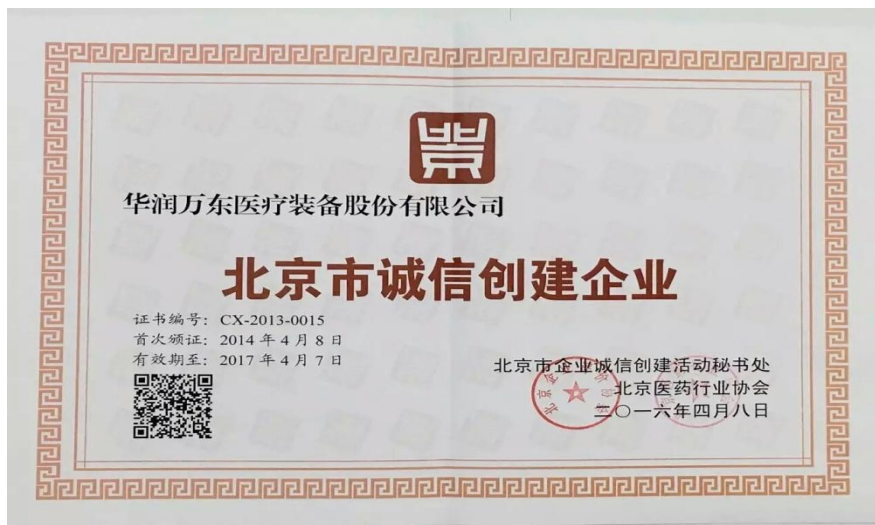 华润万东医疗装备股份有限公司
北京市诚信创建企业
证书编号：CX-2013-0015
首次颁证：2014 年 4 月 8 日
有效期至：2017 年 4 月 7 日
北京市企业诚信创建活动秘书处
北京医药行业协会
二〇一六年四月八日